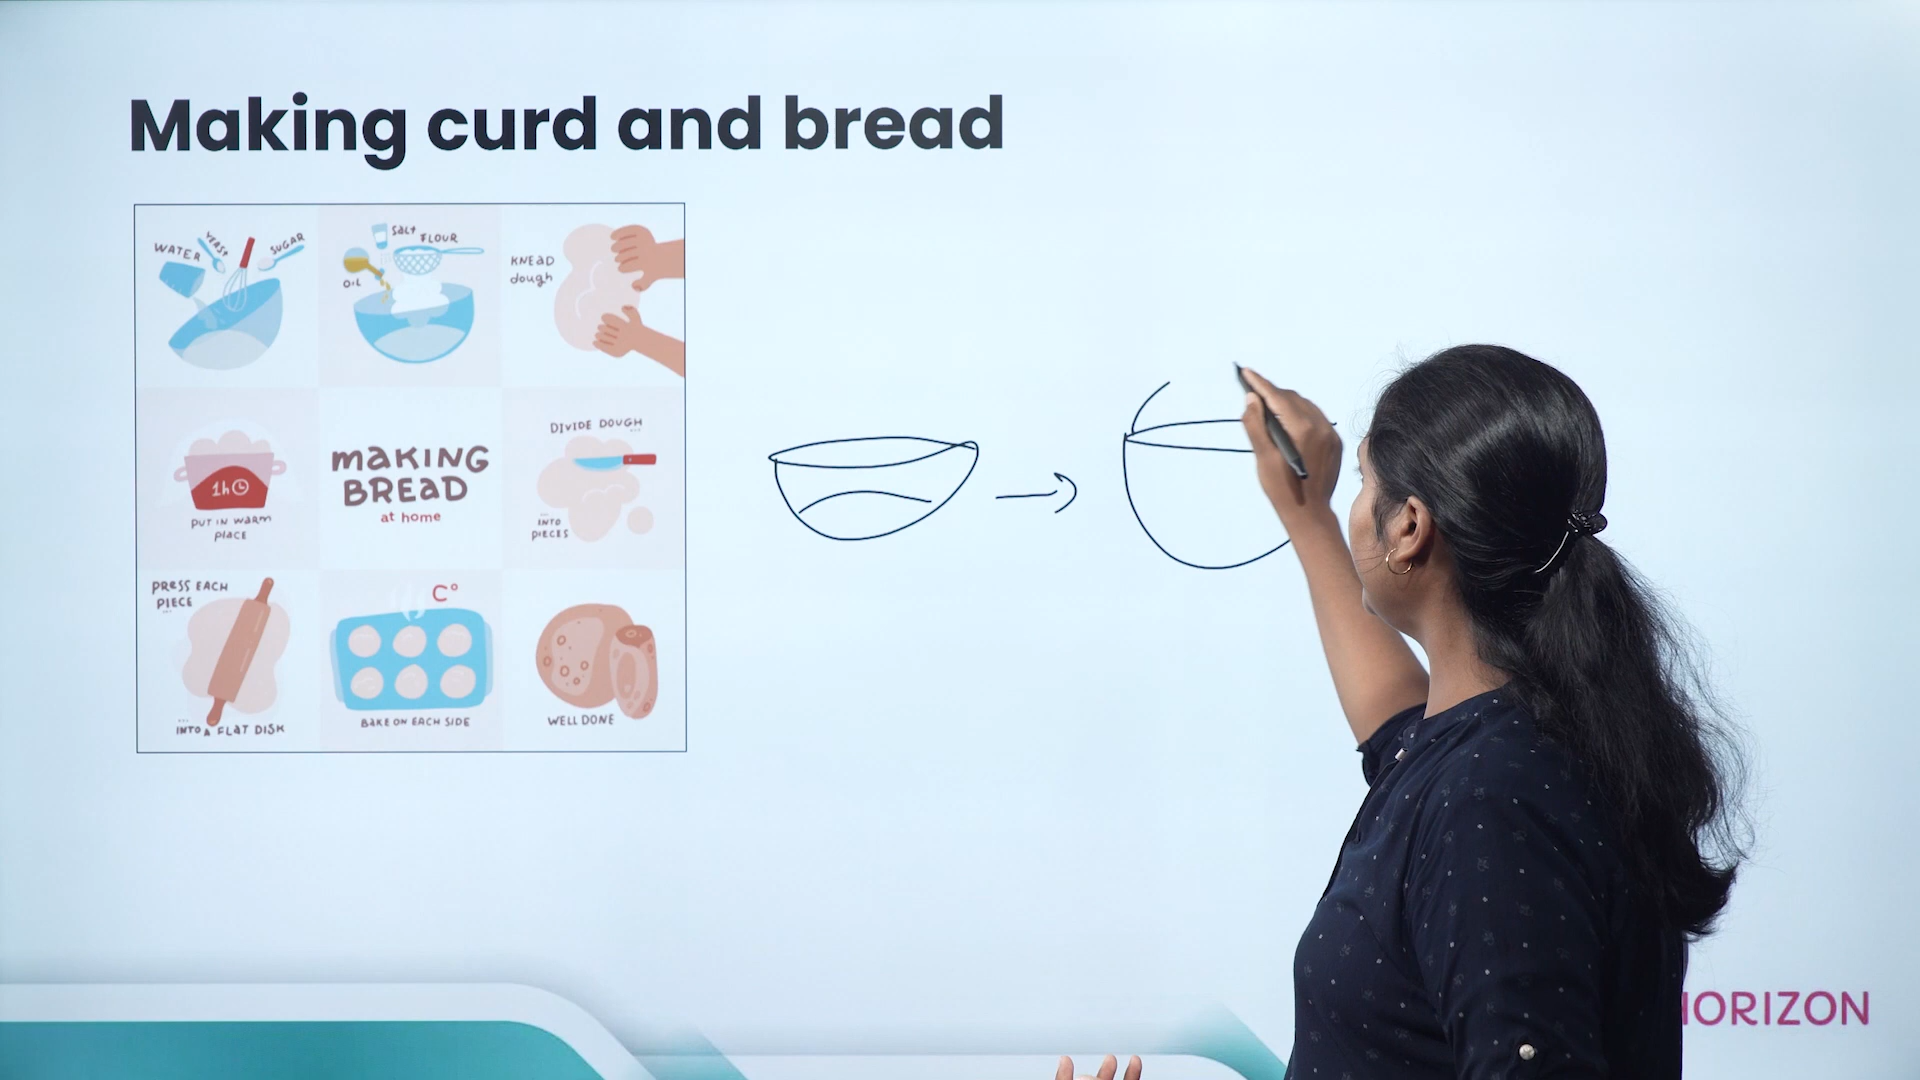 Making curd and bread
WATER
YEAST
SUGAR
SALT
FLOUR
OIL
KNEAD
dough
1h
PUT IN WARM
PLACE
MAKING
BREAD
at home
DIVIDE DOUGH
...
...
INTO
PIECES
PRESS EACH
PIECE
...
...
INTO A FLAT DISK
C°
BAKE ON EACH SIDE
WELL DONE
HORIZON